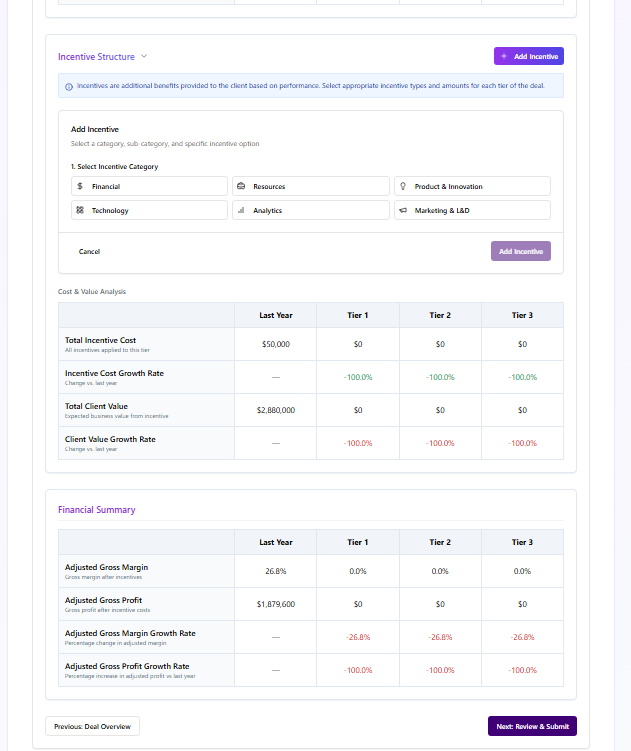 Incentive Structure
+ Add Incentive
Incentives are additional benefits provided to the client based on performance. Select appropriate incentive types and amounts for each tier of the deal.
Add Incentive
Select a category, sub-category, and specific incentive option
1. Select Incentive Category
$ Financial
Resources
Product & Innovation
Technology
Analytics
Marketing & L&D
Cancel
Add Incentive
Cost & Value Analysis
Last Year Tier 1 Tier 2 Tier 3
Total Incentive Cost
All incentives applied to this tier
$50,000 $0 $0 $0
Incentive Cost Growth Rate
Change vs. last year
— -100.0% -100.0% -100.0%
Total Client Value
Expected business value from incentive
$2,880,000 $0 $0 $0
Client Value Growth Rate
Change vs. last year
— -100.0% -100.0% -100.0%
Financial Summary
Last Year Tier 1 Tier 2 Tier 3
Adjusted Gross Margin
Gross margin after incentives
26.8% 0.0% 0.0% 0.0%
Adjusted Gross Profit
Gross profit after incentive costs
$1,879,600 $0 $0 $0
Adjusted Gross Margin Growth Rate
Percentage change in adjusted margin
— -26.8% -26.8% -26.8%
Adjusted Gross Profit Growth Rate
Percentage increase in adjusted profit vs last year
— -100.0% -100.0% -100.0%
Previous: Deal Overview
Next: Review & Submit